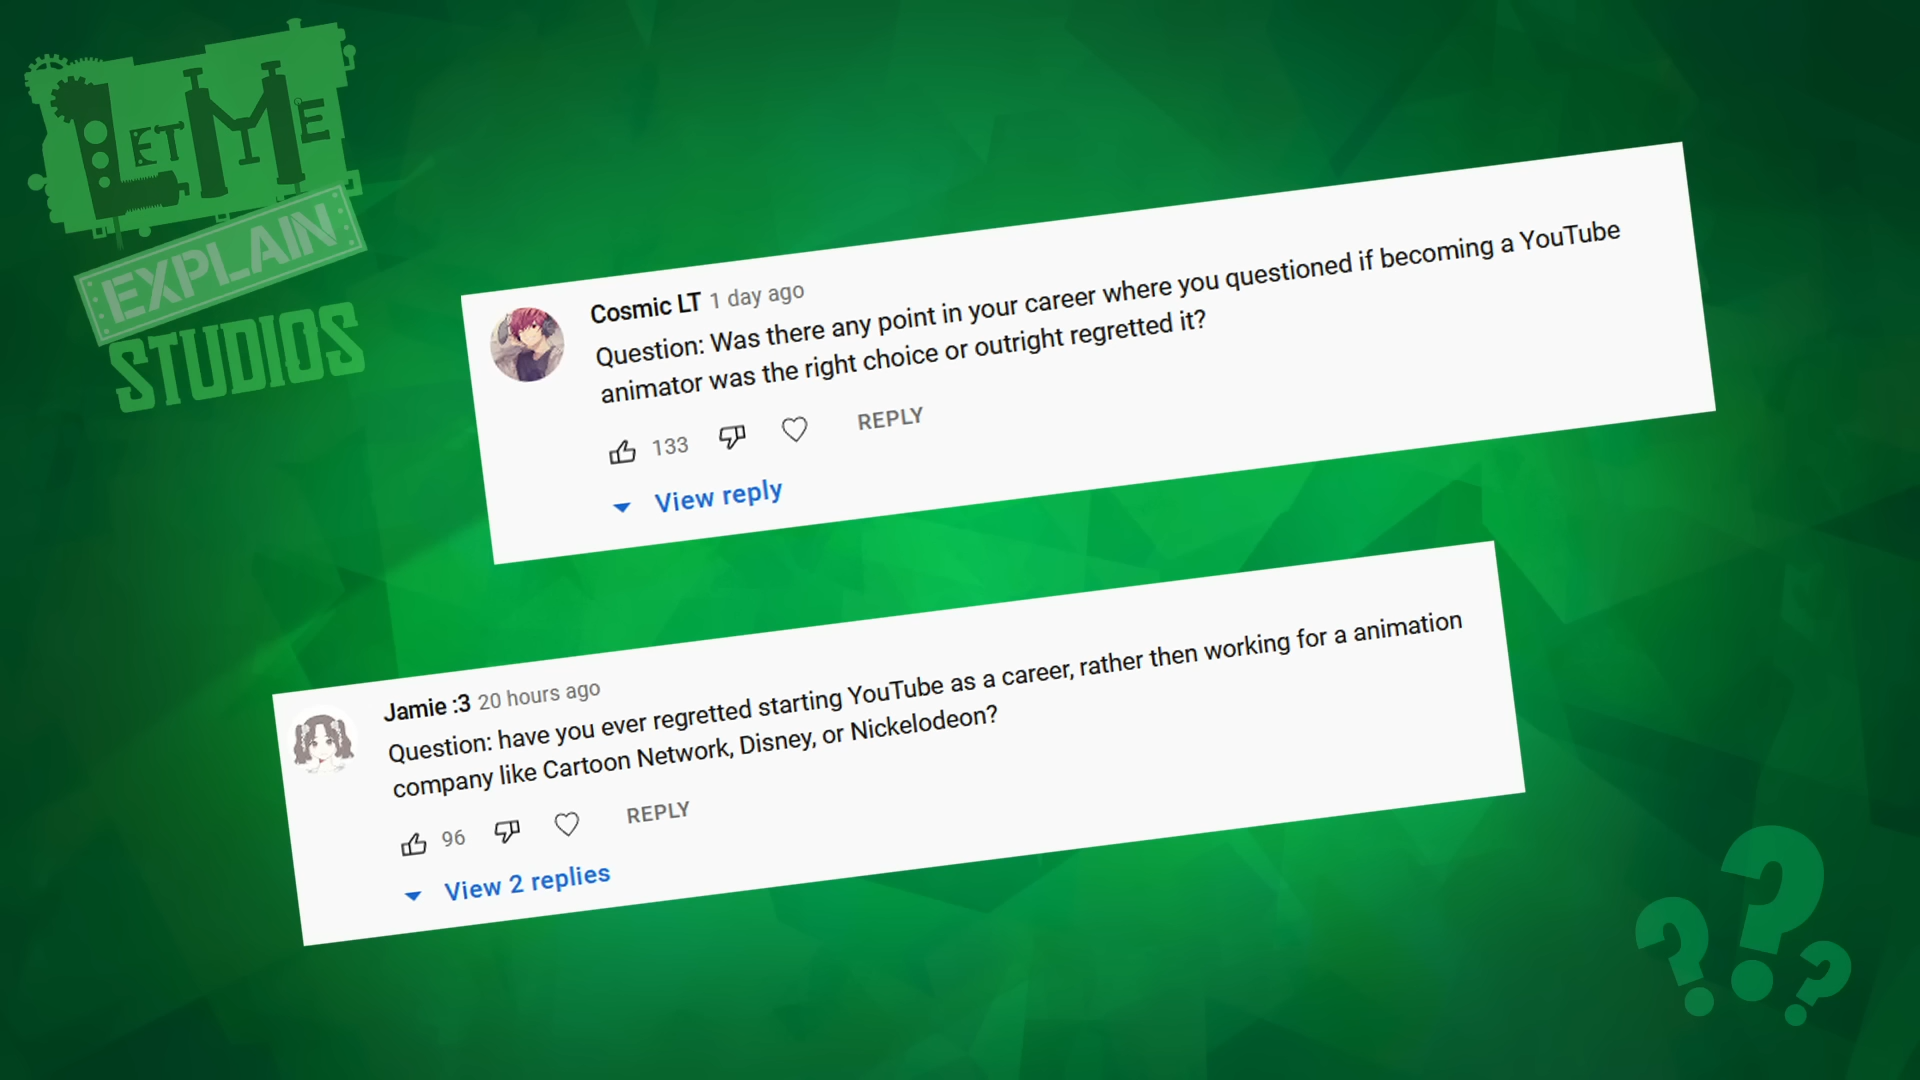 LET ME
EXPLAIN
STUDIOS
Cosmic LT 1 day ago
Question: Was there any point in your career where you questioned if becoming a YouTube
animator was the right choice or outright regretted it?
133 REPLY
View reply
Jamie :3 20 hours ago
Question: have you ever regretted starting YouTube as a career, rather then working for a animation
company like Cartoon Network, Disney, or Nickelodeon?
96 REPLY
View 2 replies
???